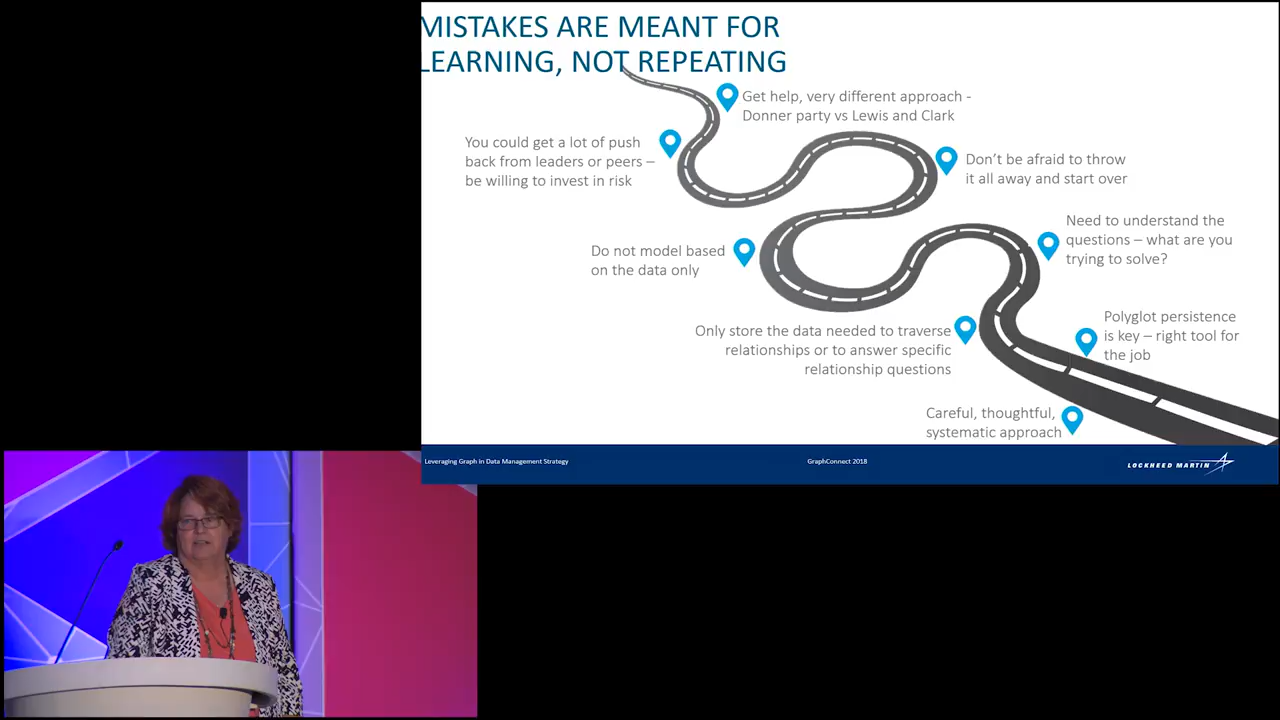 MISTAKES ARE MEANT FOR
LEARNING, NOT REPEATING
Get help, very different approach -
Donner party vs Lewis and Clark
You could get a lot of push
back from leaders or peers –
be willing to invest in risk
Don't be afraid to throw
it all away and start over
Need to understand the
questions – what are you
trying to solve?
Do not model based
on the data only
Polyglot persistence
is key – right tool for
the job
Only store the data needed to traverse
relationships or to answer specific
relationship questions
Careful, thoughtful,
systematic approach
Leveraging Graph in Data Management Strategy
GraphConnect 2018
LOCKHEED MARTIN